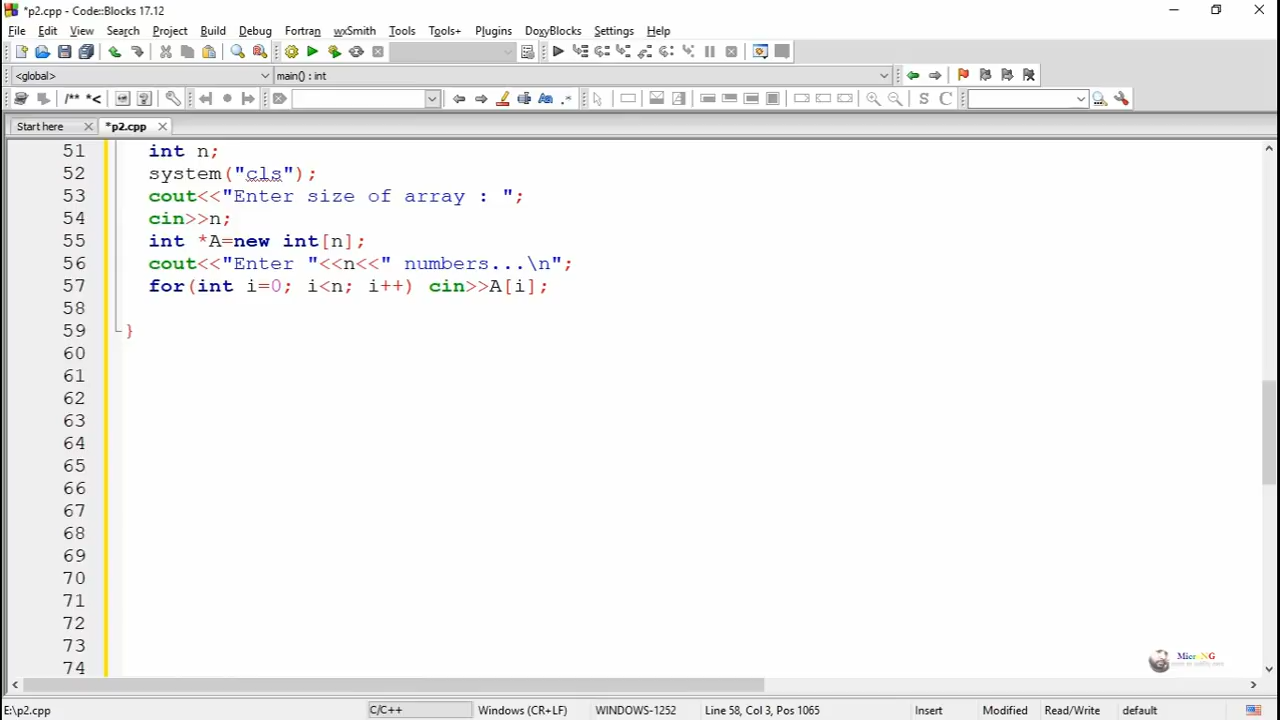 *p2.cpp - Code::Blocks 17.12
File Edit View Search Project Build Debug Fortran wxSmith Tools Tools+ Plugins DoxyBlocks Settings Help
<global> main() : int
/** *< S C
Start here *p2.cpp
51 int n;
52 system("cls");
53 cout<<"Enter size of array : ";
54 cin>>n;
55 int *A=new int[n];
56 cout<<"Enter "<<n<<" numbers...\n";
57 for(int i=0; i<n; i++) cin>>A[i];
58
59 }
60
61
62
63
64
65
66
67
68
69
70
71
72
73
74
MicroNG
E:\p2.cpp C/C++ Windows (CR+LF) WINDOWS-1252 Line 58, Col 3, Pos 1065 Insert Modified Read/Write default